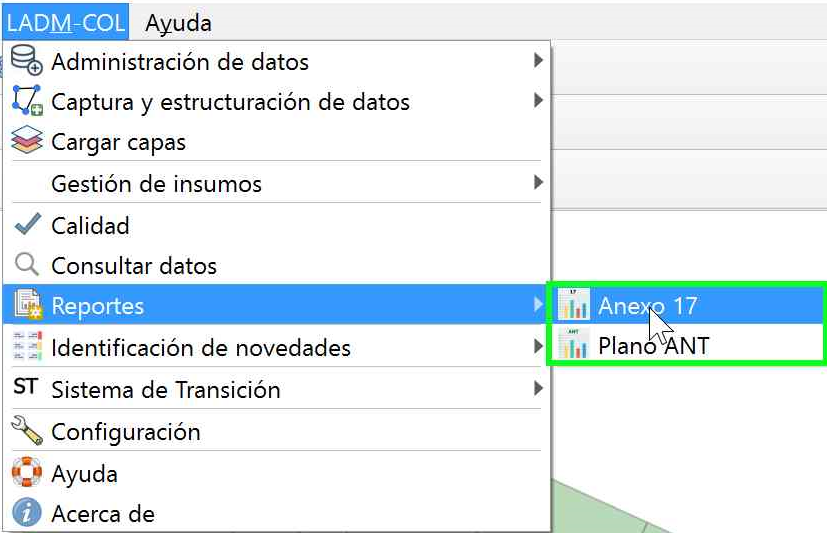 LADM-COL Ayuda
Administración de datos
Captura y estructuración de datos
Cargar capas
Gestión de insumos
Calidad
Consultar datos
Reportes
17
Anexo 17
ANT
Plano ANT
Identificación de novedades
ST Sistema de Transición
Configuración
Ayuda
i Acerca de